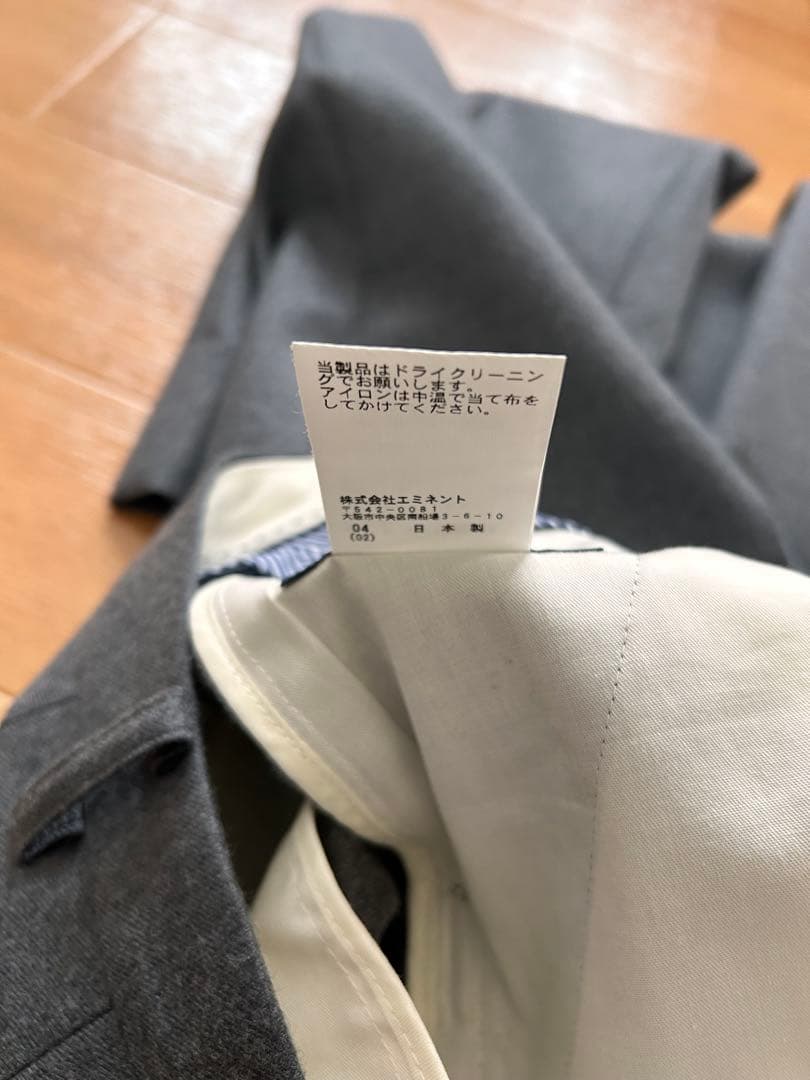 当製品はドライクリーニン
グでお願いします。
アイロンは中温で当て布を
してかけてください。
株式会社エミネント
〒542-0081
大阪市中央区南船場3-6-10
04 日本製
(02)